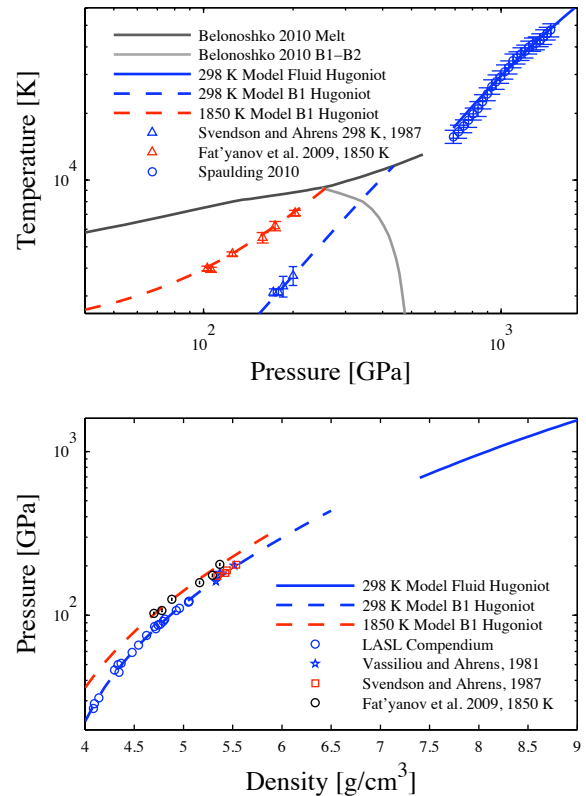 Belonoshko 2010 Melt
Belonoshko 2010 B1–B2
298 K Model Fluid Hugoniot
298 K Model B1 Hugoniot
1850 K Model B1 Hugoniot
Svendson and Ahrens 298 K, 1987
Fat'yanov et al. 2009, 1850 K
Spaulding 2010
Temperature [K]
10^4
10^2
10^3
Pressure [GPa]
10^3
10^2
Pressure [GPa]
298 K Model Fluid Hugoniot
298 K Model B1 Hugoniot
1850 K Model B1 Hugoniot
LASL Compendium
Vassiliou and Ahrens, 1981
Svendson and Ahrens, 1987
Fat'yanov et al. 2009, 1850 K
4 4.5 5 5.5 6 6.5 7 7.5 8 8.5 9
Density [g/cm^3]